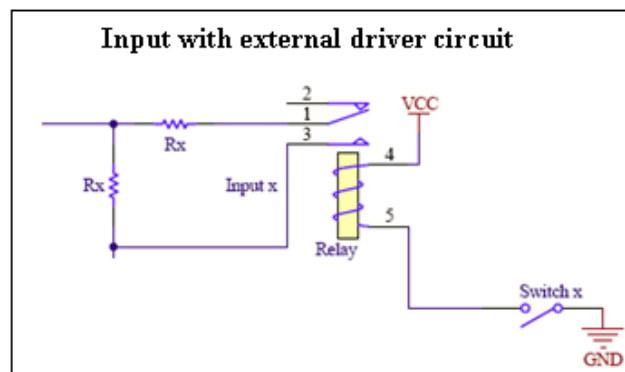 Input with external driver circuit
2
1
3
VCC
Rx
4
Rx
Input x
5
Relay
Switch x
GND